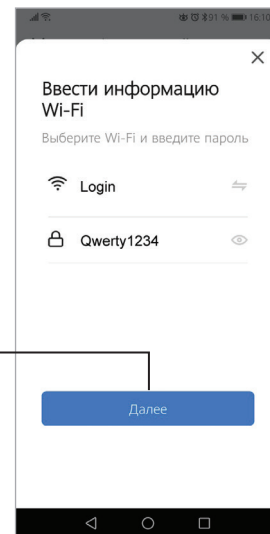 91 % 16:10
Ввести информацию
Wi-Fi
Выберите Wi-Fi и введите пароль
Login
Qwerty1234
Далее